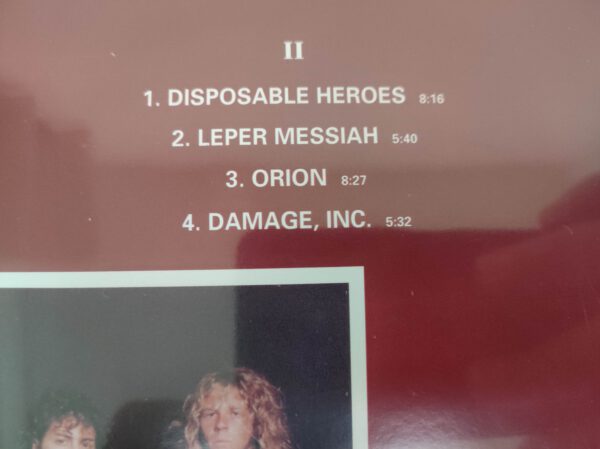 II
1. DISPOSABLE HEROES 8:16
2. LEPER MESSIAH 5:40
3. ORION 8:27
4. DAMAGE, INC. 5:32